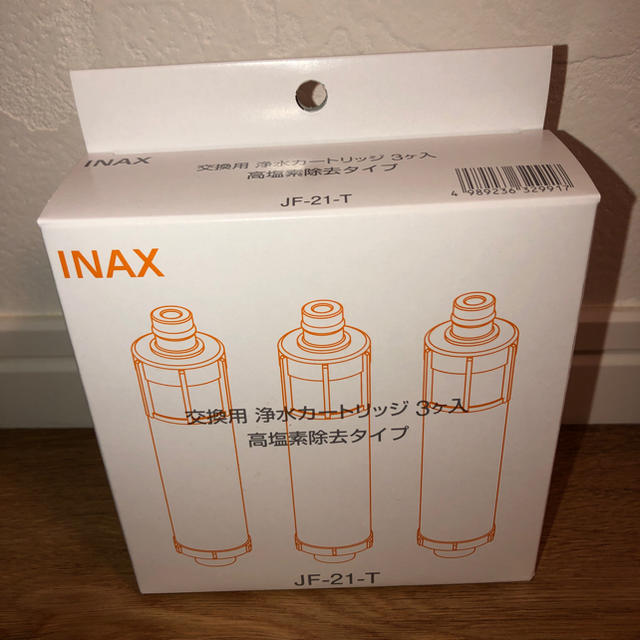 INAX
交換用 浄水カートリッジ 3ヶ入
高塩素除去タイプ
JF-21-T
4 989236 329917
INAX
交換用 浄水カートリッジ 3ヶ入
高塩素除去タイプ
JF-21-T